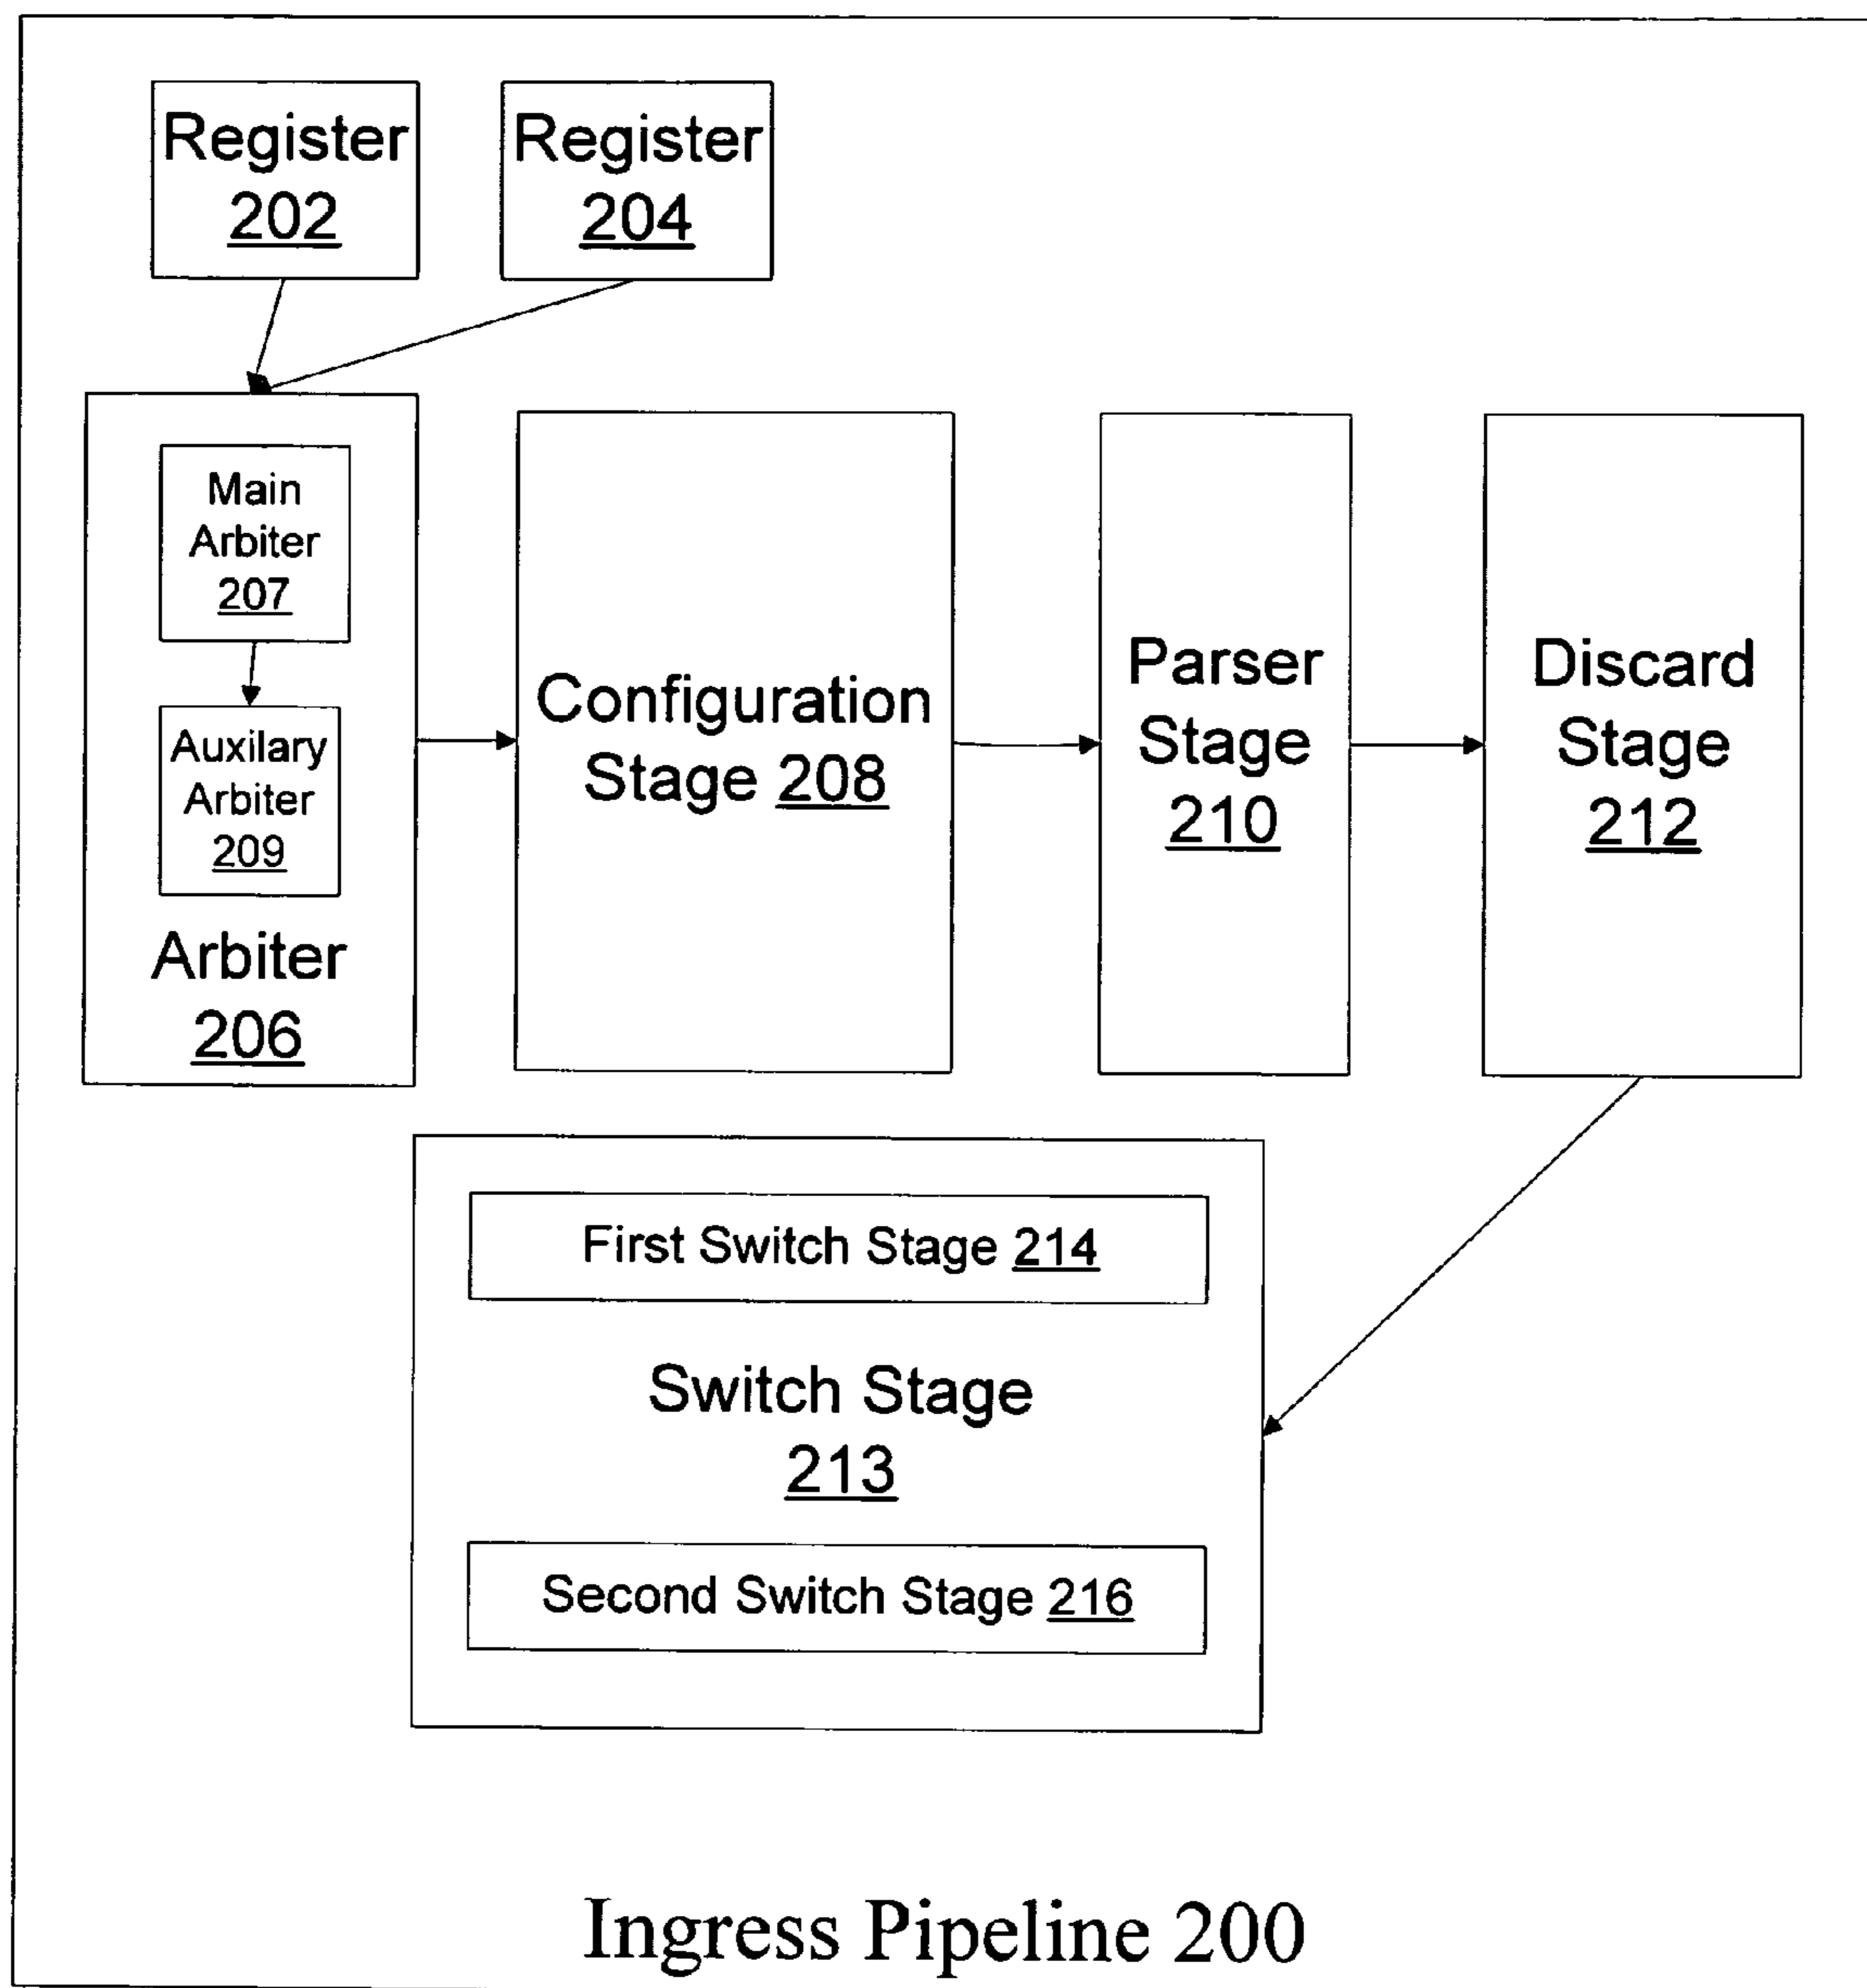 Register
202
Register
204
Main
Arbiter
207
Auxilary
Arbiter
209
Arbiter
206
Configuration
Stage 208
Parser
Stage
210
Discard
Stage
212
First Switch Stage 214
Switch Stage
213
Second Switch Stage 216
Ingress Pipeline 200